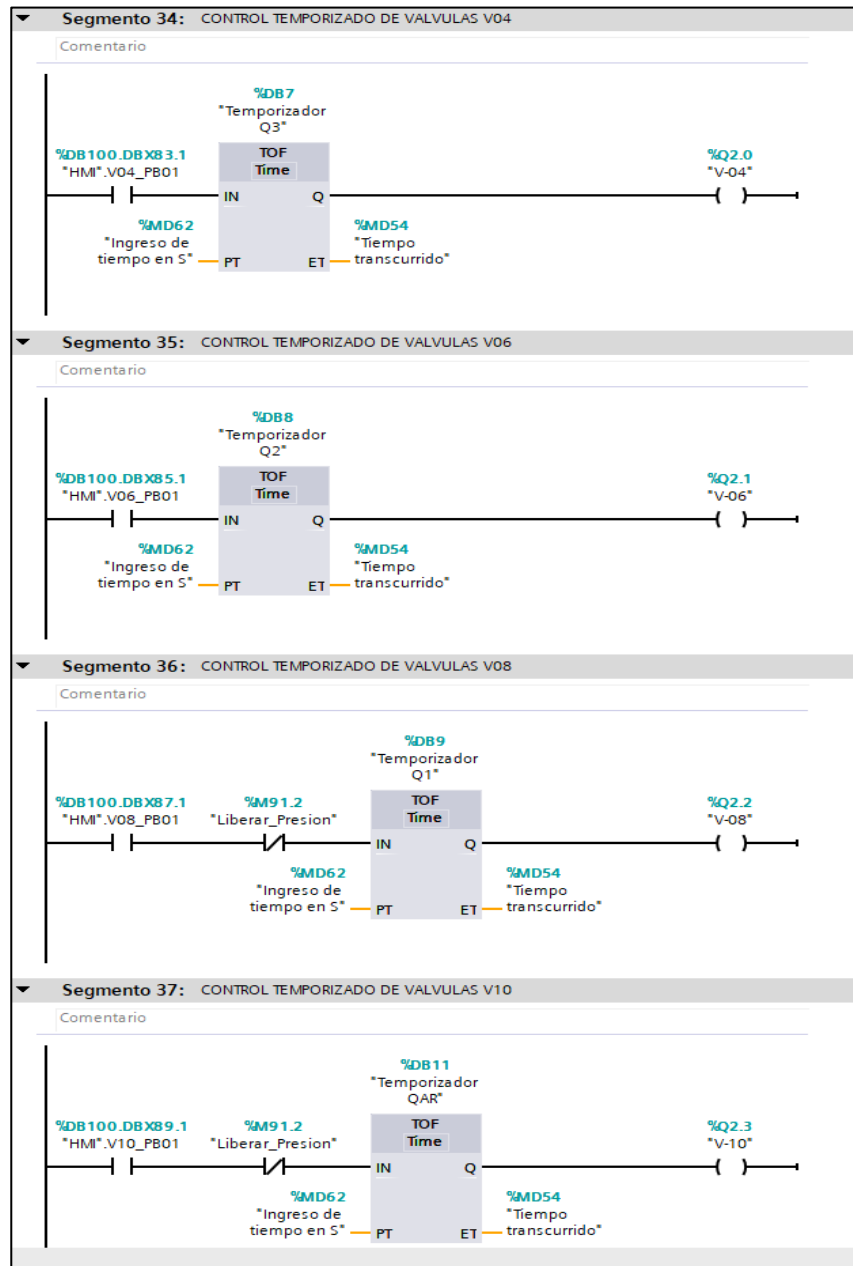 Segmento 34: CONTROL TEMPORIZADO DE VALVULAS V04
Comentario
%DB7
"Temporizador
Q3"
%DB100.DBX83.1
"HMI".V04_PB01
TOF
Time
%Q2.0
"V-04"
IN Q
%MD62
"Ingreso de
tiempo en S"
PT ET
%MD54
"Tiempo
transcurrido"
Segmento 35: CONTROL TEMPORIZADO DE VALVULAS V06
Comentario
%DB8
"Temporizador
Q2"
%DB100.DBX85.1
"HMI".V06_PB01
TOF
Time
%Q2.1
"V-06"
IN Q
%MD62
"Ingreso de
tiempo en S"
PT ET
%MD54
"Tiempo
transcurrido"
Segmento 36: CONTROL TEMPORIZADO DE VALVULAS V08
Comentario
%DB9
"Temporizador
Q1"
%DB100.DBX87.1
"HMI".V08_PB01
%M91.2
"Liberar_Presion"
TOF
Time
%Q2.2
"V-08"
IN Q
%MD62
"Ingreso de
tiempo en S"
PT ET
%MD54
"Tiempo
transcurrido"
Segmento 37: CONTROL TEMPORIZADO DE VALVULAS V10
Comentario
%DB11
"Temporizador
QAR"
%DB100.DBX89.1
"HMI".V10_PB01
%M91.2
"Liberar_Presion"
TOF
Time
%Q2.3
"V-10"
IN Q
%MD62
"Ingreso de
tiempo en S"
PT ET
%MD54
"Tiempo
transcurrido"